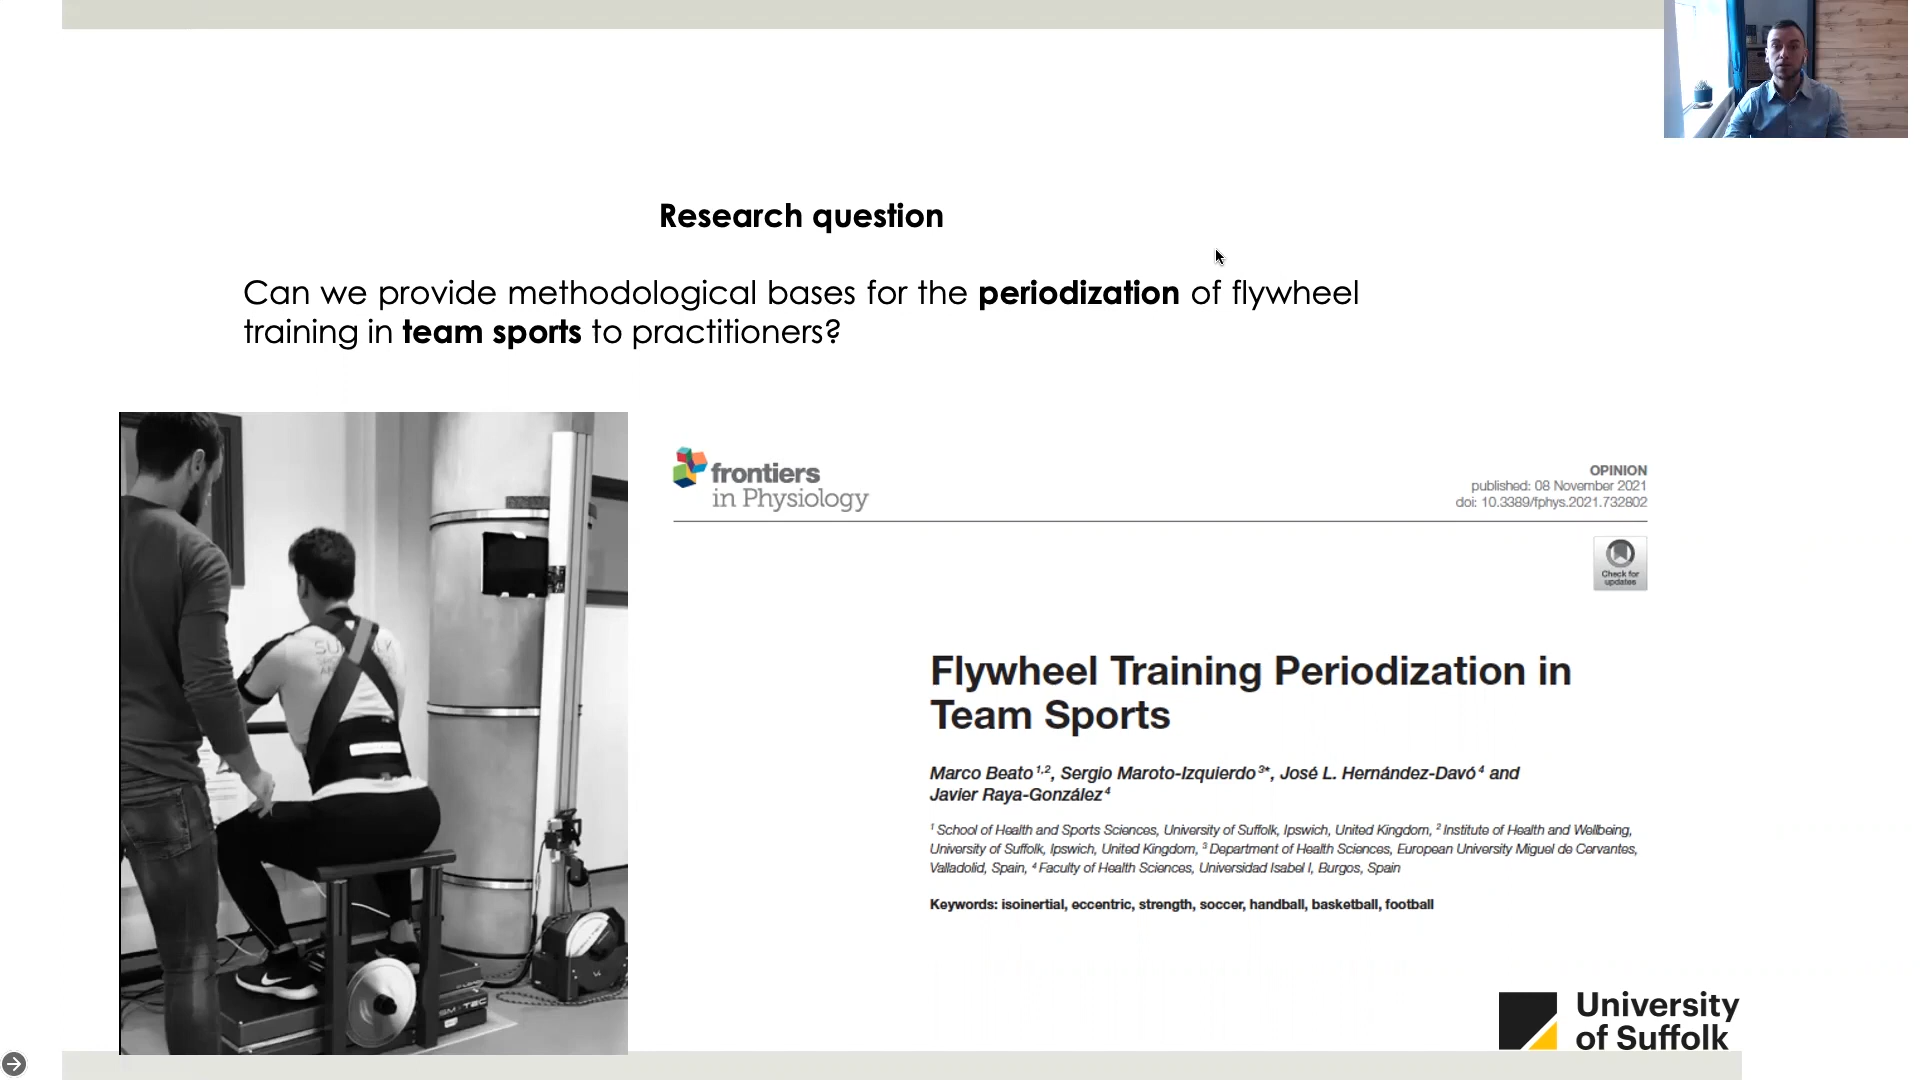 Research question
Can we provide methodological bases for the periodization of flywheel
training in team sports to practitioners?
frontiers
in Physiology
OPINION
published: 08 November 2021
doi: 10.3389/fphys.2021.732802
Check for
updates
Flywheel Training Periodization in
Team Sports
Marco Beato 1,2, Sergio Maroto-Izquierdo 3*, José L. Hernández-Davó 4 and
Javier Raya-González 4
1 School of Health and Sports Sciences, University of Suffolk, Ipswich, United Kingdom, 2 Institute of Health and Wellbeing,
University of Suffolk, Ipswich, United Kingdom, 3 Department of Health Sciences, European University Miguel de Cervantes,
Valladolid, Spain, 4 Faculty of Health Sciences, Universidad Isabel I, Burgos, Spain
Keywords: isoinertial, eccentric, strength, soccer, handball, basketball, football
University
of Suffolk